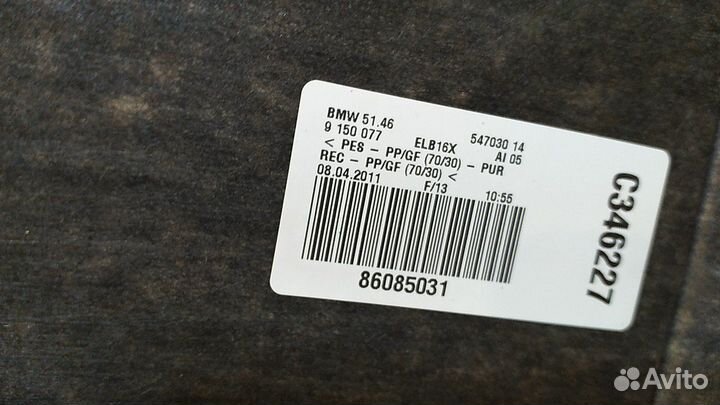 BMW 51.46
9 150 077 ELB16X 547030 14
< PES - PP/GF (70/30) - PUR AI 05
REC - PP/GF (70/30) <
08.04.2011 F/13 10:55
86085031
C346227
Avito